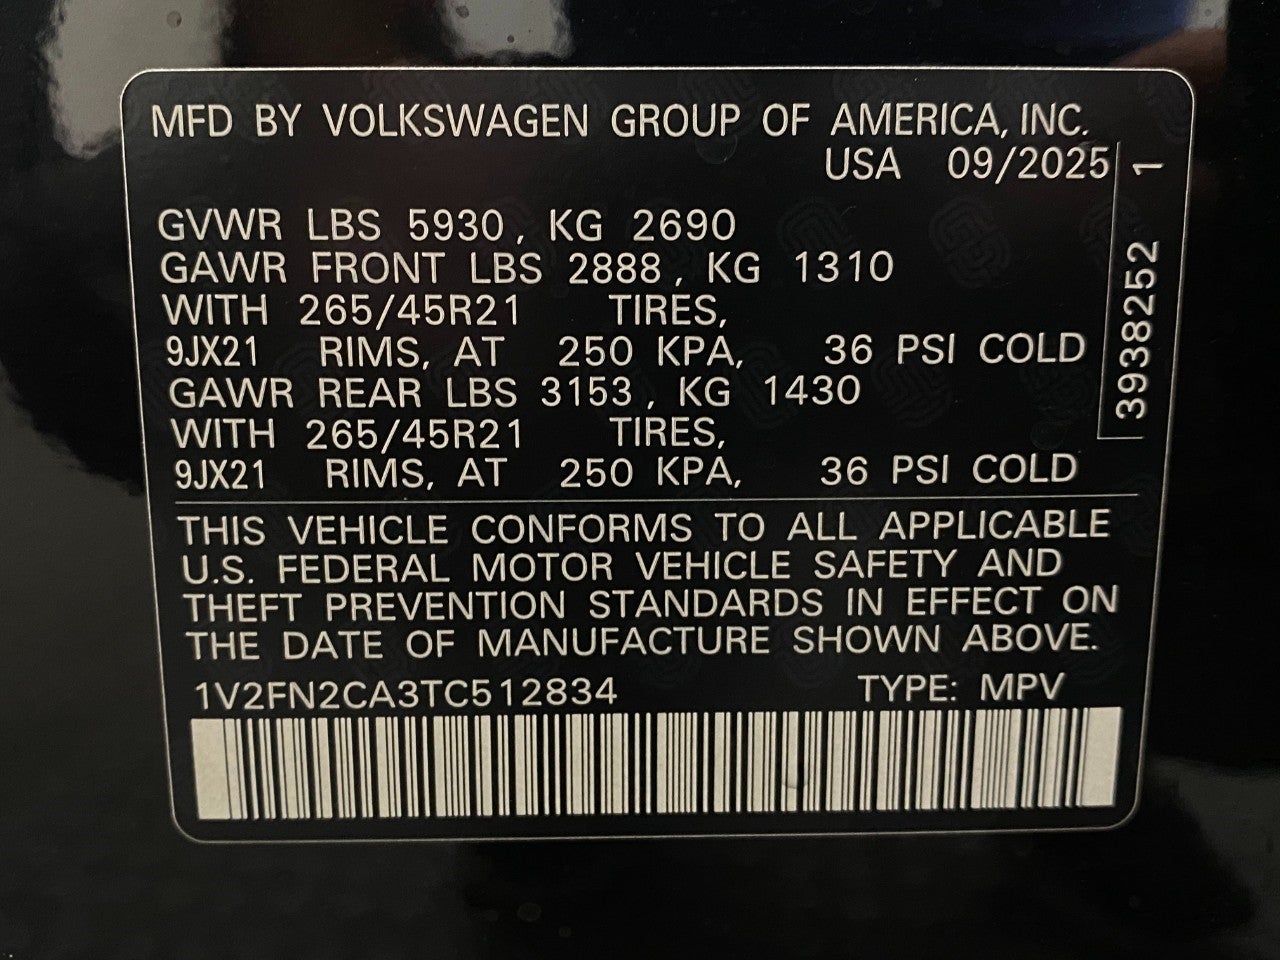 MFD BY VOLKSWAGEN GROUP OF AMERICA, INC.
USA 09/2025
GVWR LBS 5930, KG 2690
GAWR FRONT LBS 2888, KG 1310
WITH 265/45R21 TIRES,
9JX21 RIMS, AT 250 KPA, 36 PSI COLD
GAWR REAR LBS 3153, KG 1430
WITH 265/45R21 TIRES,
9JX21 RIMS, AT 250 KPA, 36 PSI COLD
3938252 1
THIS VEHICLE CONFORMS TO ALL APPLICABLE
U.S. FEDERAL MOTOR VEHICLE SAFETY AND
THEFT PREVENTION STANDARDS IN EFFECT ON
THE DATE OF MANUFACTURE SHOWN ABOVE.
1V2FN2CA3TC512834 TYPE: MPV